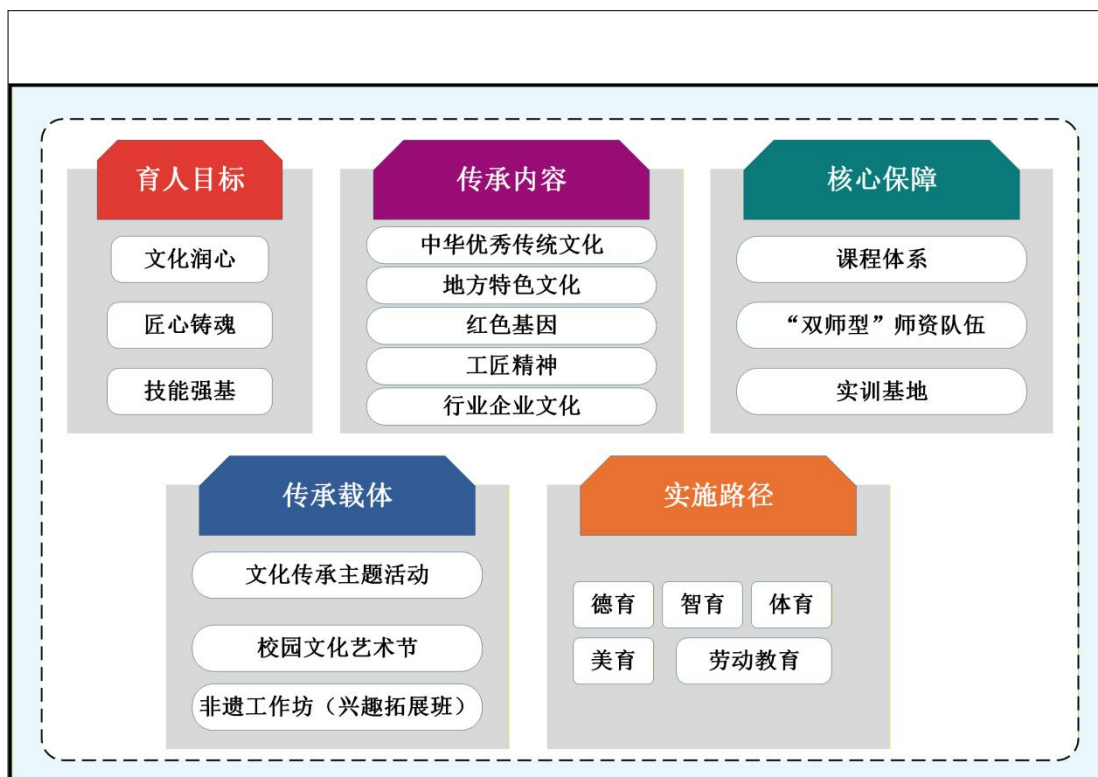 育人目标
文化润心
匠心铸魂
技能强基
传承内容
中华优秀传统文化
地方特色文化
红色基因
工匠精神
行业企业文化
核心保障
课程体系
“双师型”师资队伍
实训基地
传承载体
文化传承主题活动
校园文化艺术节
非遗工作坊（兴趣拓展班）
实施路径
德育 智育 体育
美育 劳动教育